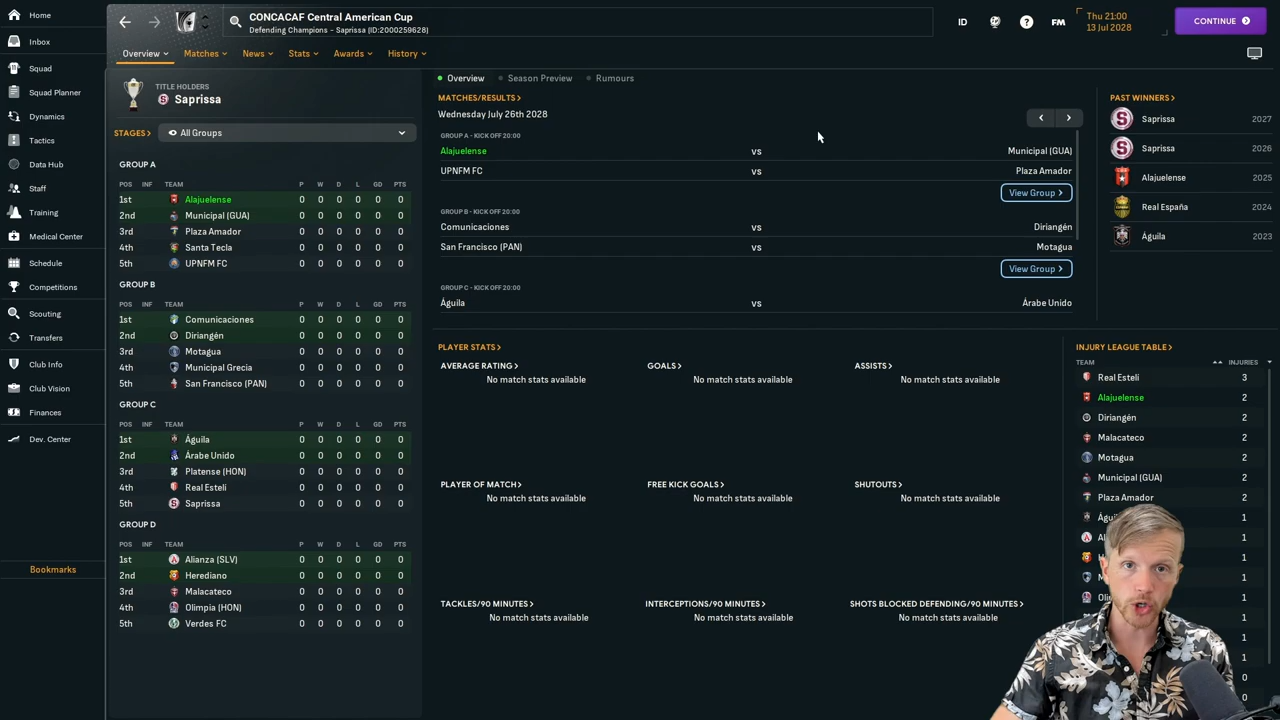 Home
Inbox
Squad
Squad Planner
Dynamics
Tactics
Data Hub
Staff
Training
Medical Center
Schedule
Competitions
Scouting
Transfers
Club Info
Club Vision
Finances
Dev. Center
Bookmarks
CONCACAF Central American Cup
Defending Champions - Saprissa (ID:2000259628)
ID
FM
Thu 21:00
13 Jul 2028
CONTINUE
Overview Matches News Stats Awards History
TITLE HOLDERS
Saprissa
STAGES All Groups
GROUP A
POS INF TEAM P W D L GD PTS
1st Alajuelense 0 0 0 0 0 0
2nd Municipal (GUA) 0 0 0 0 0 0
3rd Plaza Amador 0 0 0 0 0 0
4th Santa Tecla 0 0 0 0 0 0
5th UPNFM FC 0 0 0 0 0 0
GROUP B
POS INF TEAM P W D L GD PTS
1st Comunicaciones 0 0 0 0 0 0
2nd Diriangén 0 0 0 0 0 0
3rd Motagua 0 0 0 0 0 0
4th Municipal Grecia 0 0 0 0 0 0
5th San Francisco (PAN) 0 0 0 0 0 0
GROUP C
POS INF TEAM P W D L GD PTS
1st Águila 0 0 0 0 0 0
2nd Árabe Unido 0 0 0 0 0 0
3rd Platense (HON) 0 0 0 0 0 0
4th Real Estelí 0 0 0 0 0 0
5th Saprissa 0 0 0 0 0 0
GROUP D
POS INF TEAM P W D L GD PTS
1st Alianza (SLV) 0 0 0 0 0 0
2nd Herediano 0 0 0 0 0 0
3rd Malacateco 0 0 0 0 0 0
4th Olimpia (HON) 0 0 0 0 0 0
5th Verdes FC 0 0 0 0 0 0
Overview Season Preview Rumours
MATCHES/RESULTS
Wednesday July 26th 2028
GROUP A - KICK OFF 20:00
Alajuelense vs Municipal (GUA)
UPNFM FC vs Plaza Amador
View Group
GROUP B - KICK OFF 20:00
Comunicaciones vs Diriangén
San Francisco (PAN) vs Motagua
View Group
GROUP C - KICK OFF 20:00
Águila vs Árabe Unido
PAST WINNERS
Saprissa 2027
Saprissa 2026
Alajuelense 2025
Real España 2024
Águila 2023
PLAYER STATS
AVERAGE RATING GOALS ASSISTS
No match stats available No match stats available No match stats available
PLAYER OF MATCH FREE KICK GOALS SHUTOUTS
No match stats available No match stats available No match stats available
TACKLES/90 MINUTES INTERCEPTIONS/90 MINUTES SHOTS BLOCKED DEFENDING/90 MINUTES
No match stats available No match stats available No match stats available
INJURY LEAGUE TABLE
TEAM INJURIES
Real Estelí 3
Alajuelense 2
Diriangén 2
Malacateco 2
Motagua 2
Municipal (GUA) 2
Plaza Amador 2
1
1
1
1
1
1
1
1
0
0